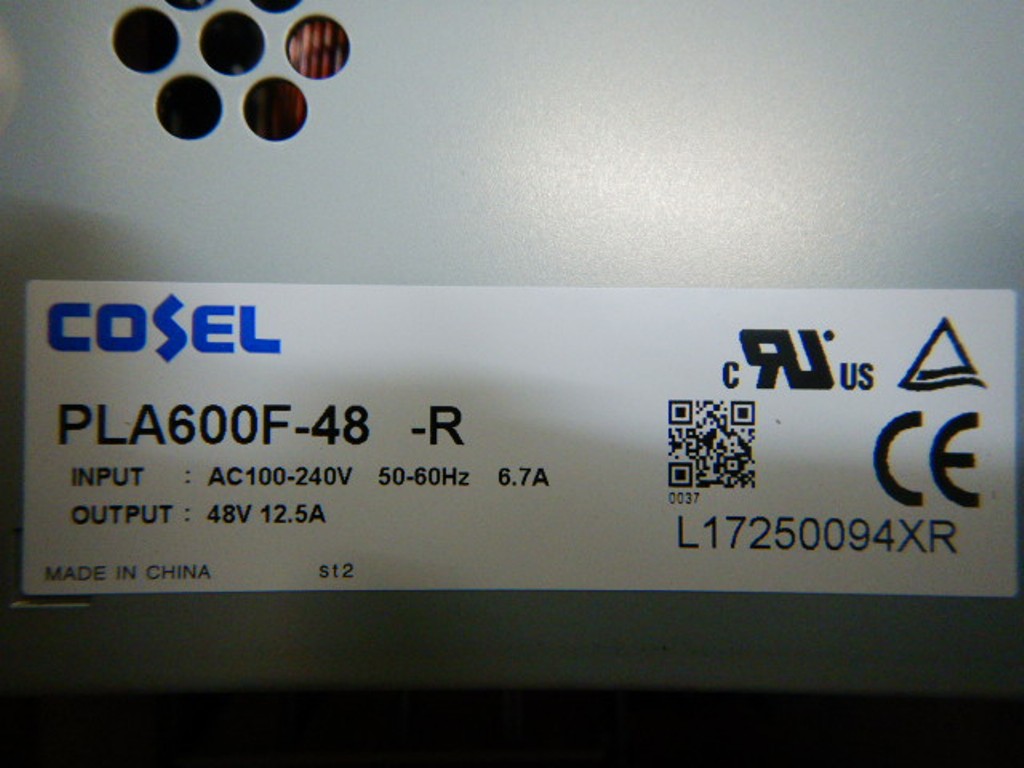 COSEL
PLA600F-48 -R
INPUT : AC100-240V 50-60Hz 6.7A
OUTPUT : 48V 12.5A
MADE IN CHINA st2
C RU US
CE
0037
L17250094XR